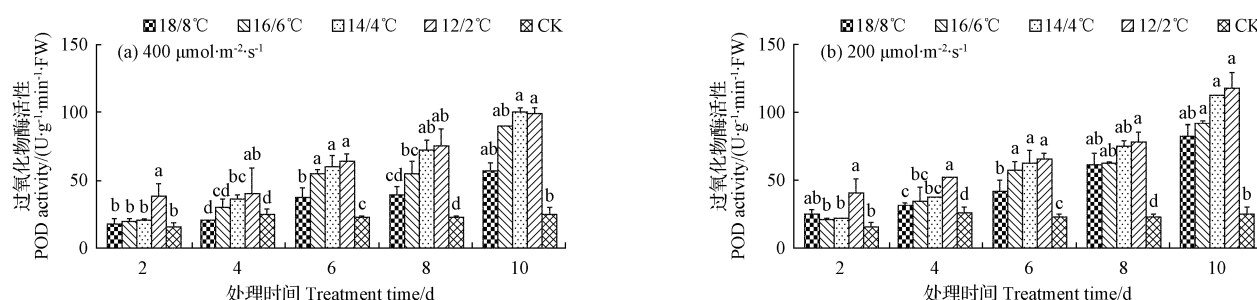 18/8℃ 16/6℃ 14/4℃ 12/2℃ CK
(a) 400 μmol·m⁻²·s⁻¹
过氧化物酶活性
POD activity/(U·g⁻¹·min⁻¹·FW)
150
100
50
0
b b b a b
d cd bc ab d
b a a a c
cd bc ab ab d
ab ab a a b
2 4 6 8 10
处理时间 Treatment time/d
18/8℃ 16/6℃ 14/4℃ 12/2℃ CK
(b) 200 μmol·m⁻²·s⁻¹
过氧化物酶活性
POD activity/(U·g⁻¹·min⁻¹·FW)
150
100
50
0
ab b b a b
c bc bc a d
b a a a c
ab ab a a d
ab ab a a b
2 4 6 8 10
处理时间 Treatment time/d